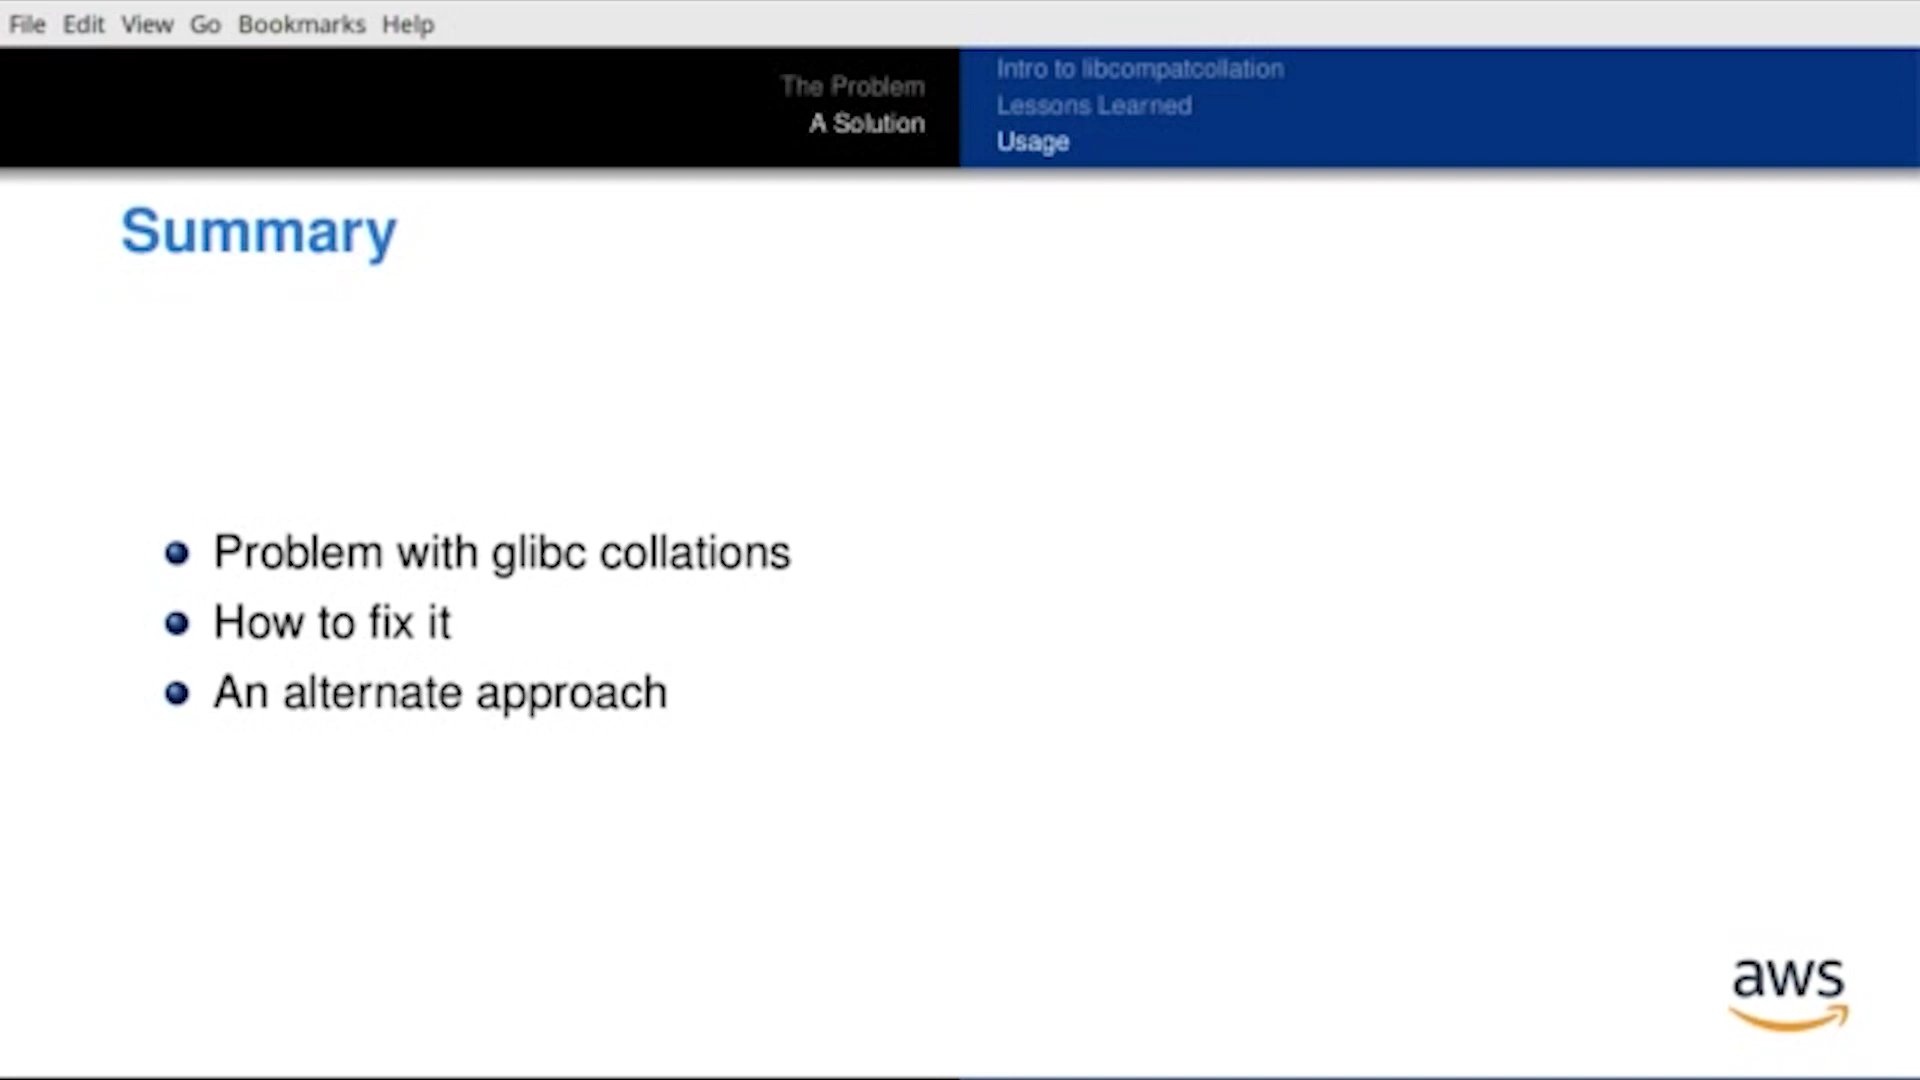 File Edit View Go Bookmarks Help
The Problem
A Solution
Intro to libcompatcollation
Lessons Learned
Usage
Summary
Problem with glibc collations
How to fix it
An alternate approach
aws